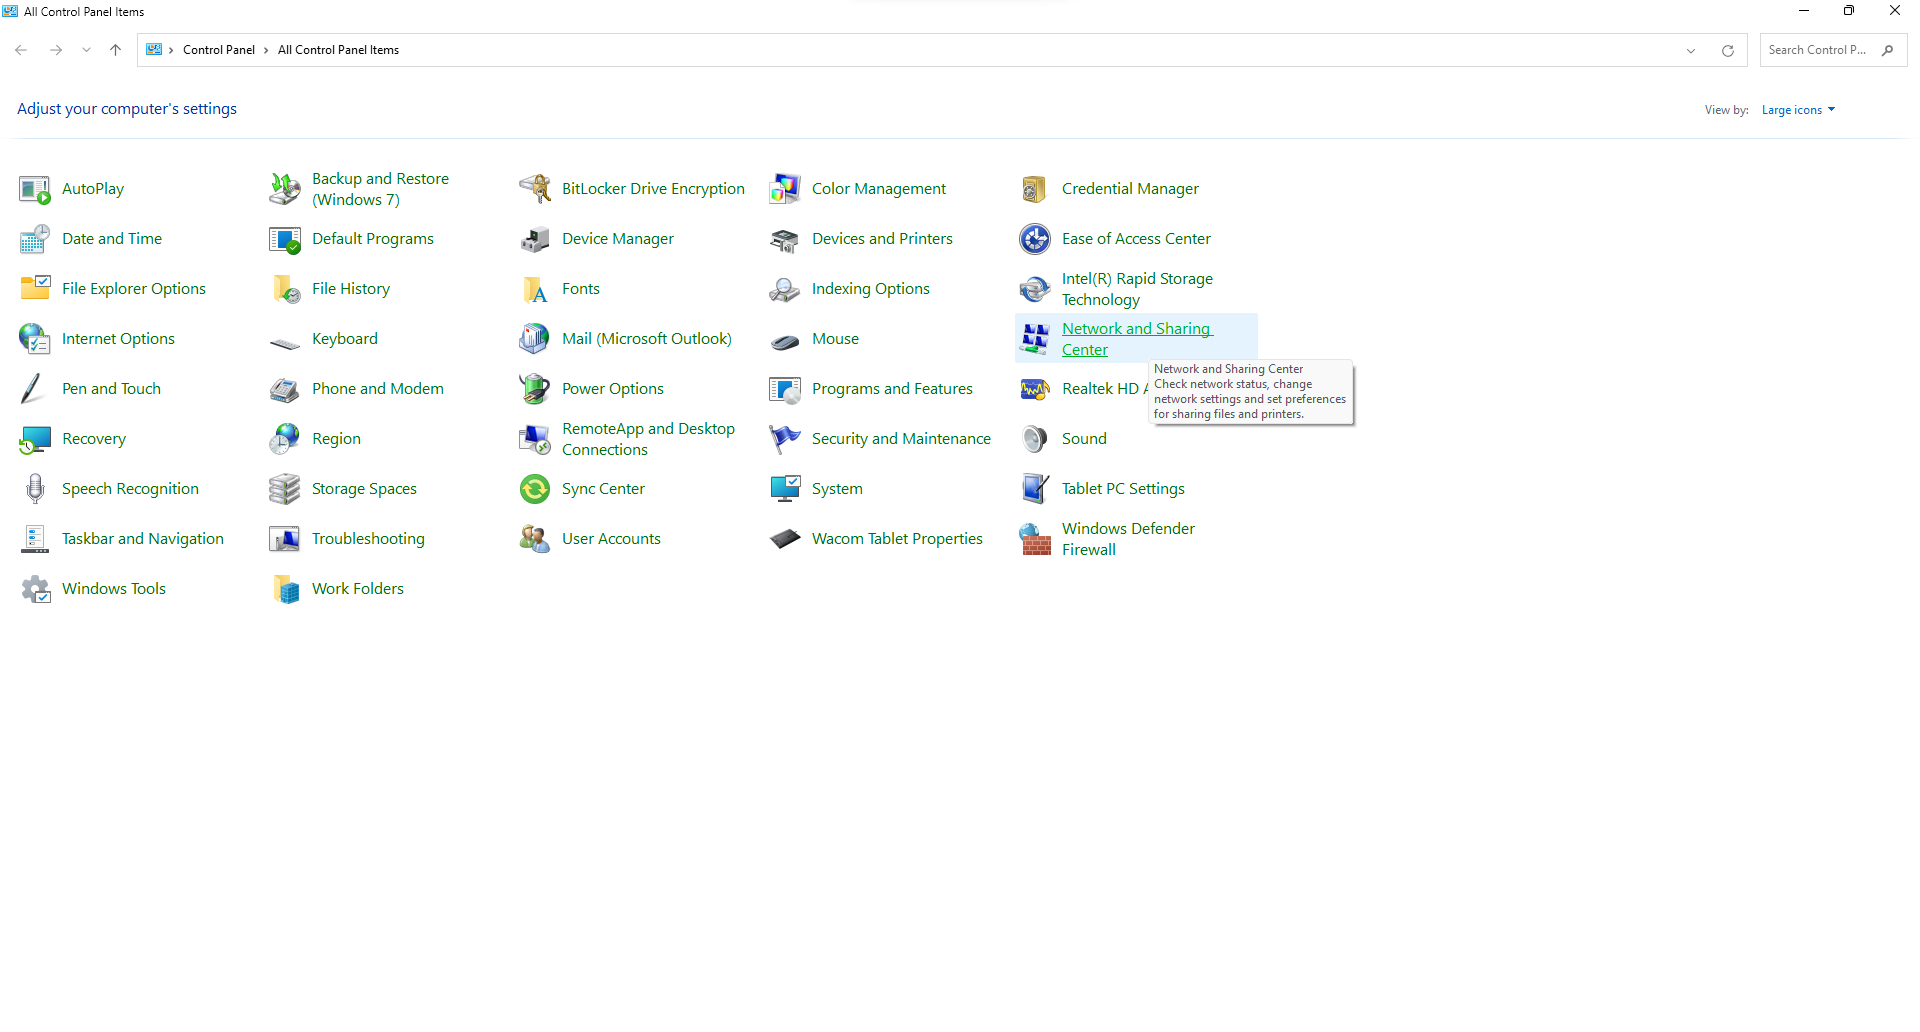 All Control Panel Items
Control Panel › All Control Panel Items
Search Control P...
Adjust your computer's settings
View by: Large icons
AutoPlay
Backup and Restore
(Windows 7)
BitLocker Drive Encryption
Color Management
Credential Manager
Date and Time
Default Programs
Device Manager
Devices and Printers
Ease of Access Center
File Explorer Options
File History
Fonts
Indexing Options
Intel(R) Rapid Storage
Technology
Internet Options
Keyboard
Mail (Microsoft Outlook)
Mouse
Network and Sharing
Center
Network and Sharing Center
Check network status, change
network settings and set preferences
for sharing files and printers.
Pen and Touch
Phone and Modem
Power Options
Programs and Features
Realtek HD
Recovery
Region
RemoteApp and Desktop
Connections
Security and Maintenance
Sound
Speech Recognition
Storage Spaces
Sync Center
System
Tablet PC Settings
Taskbar and Navigation
Troubleshooting
User Accounts
Wacom Tablet Properties
Windows Defender
Firewall
Windows Tools
Work Folders